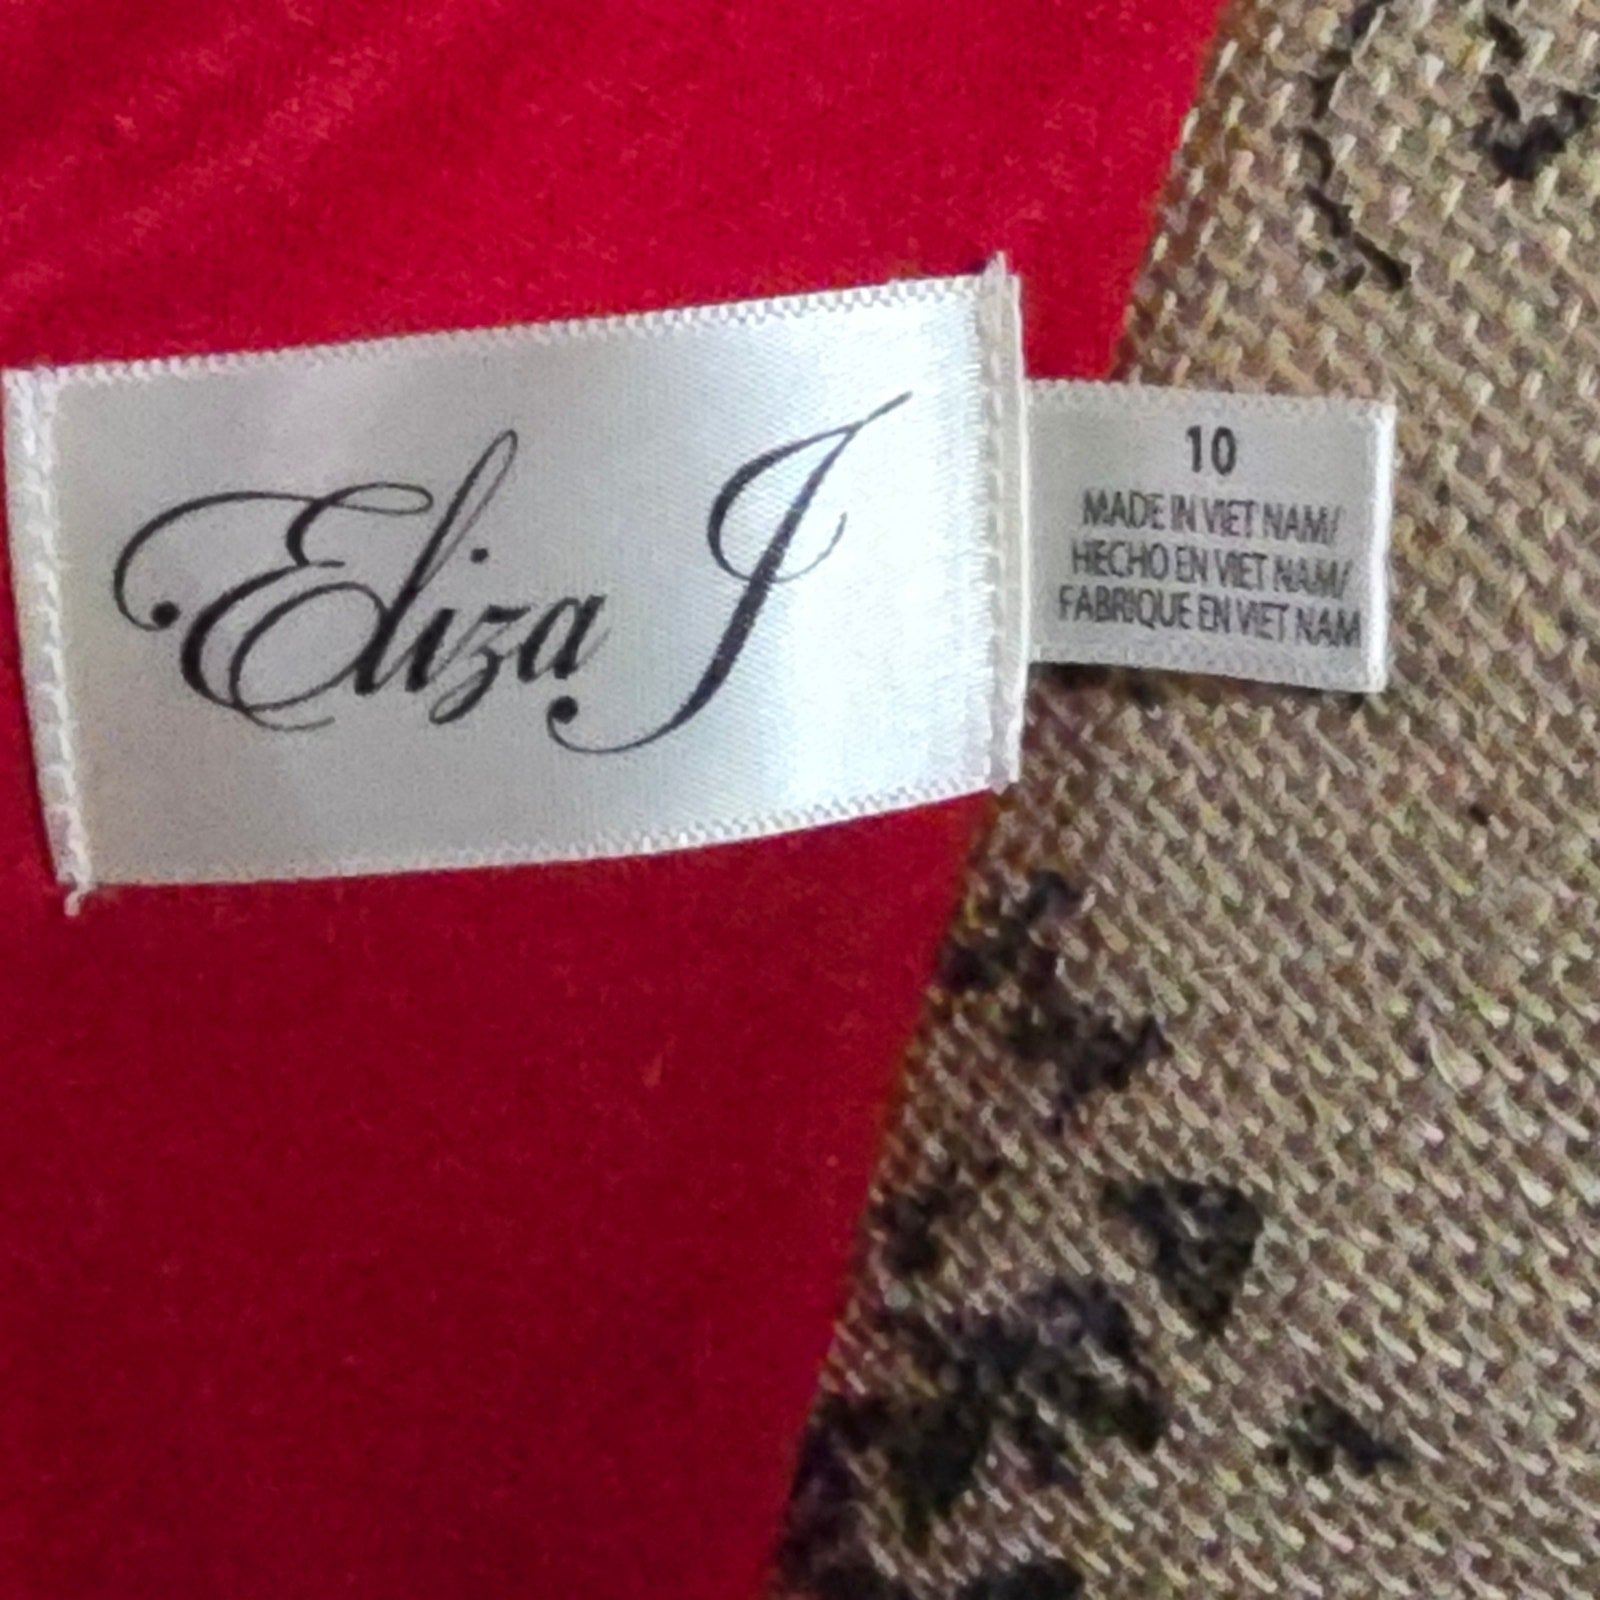 Eliza J
10
MADE IN VIET NAM/
HECHO EN VIET NAM/
FABRIQUE EN VIET NAM